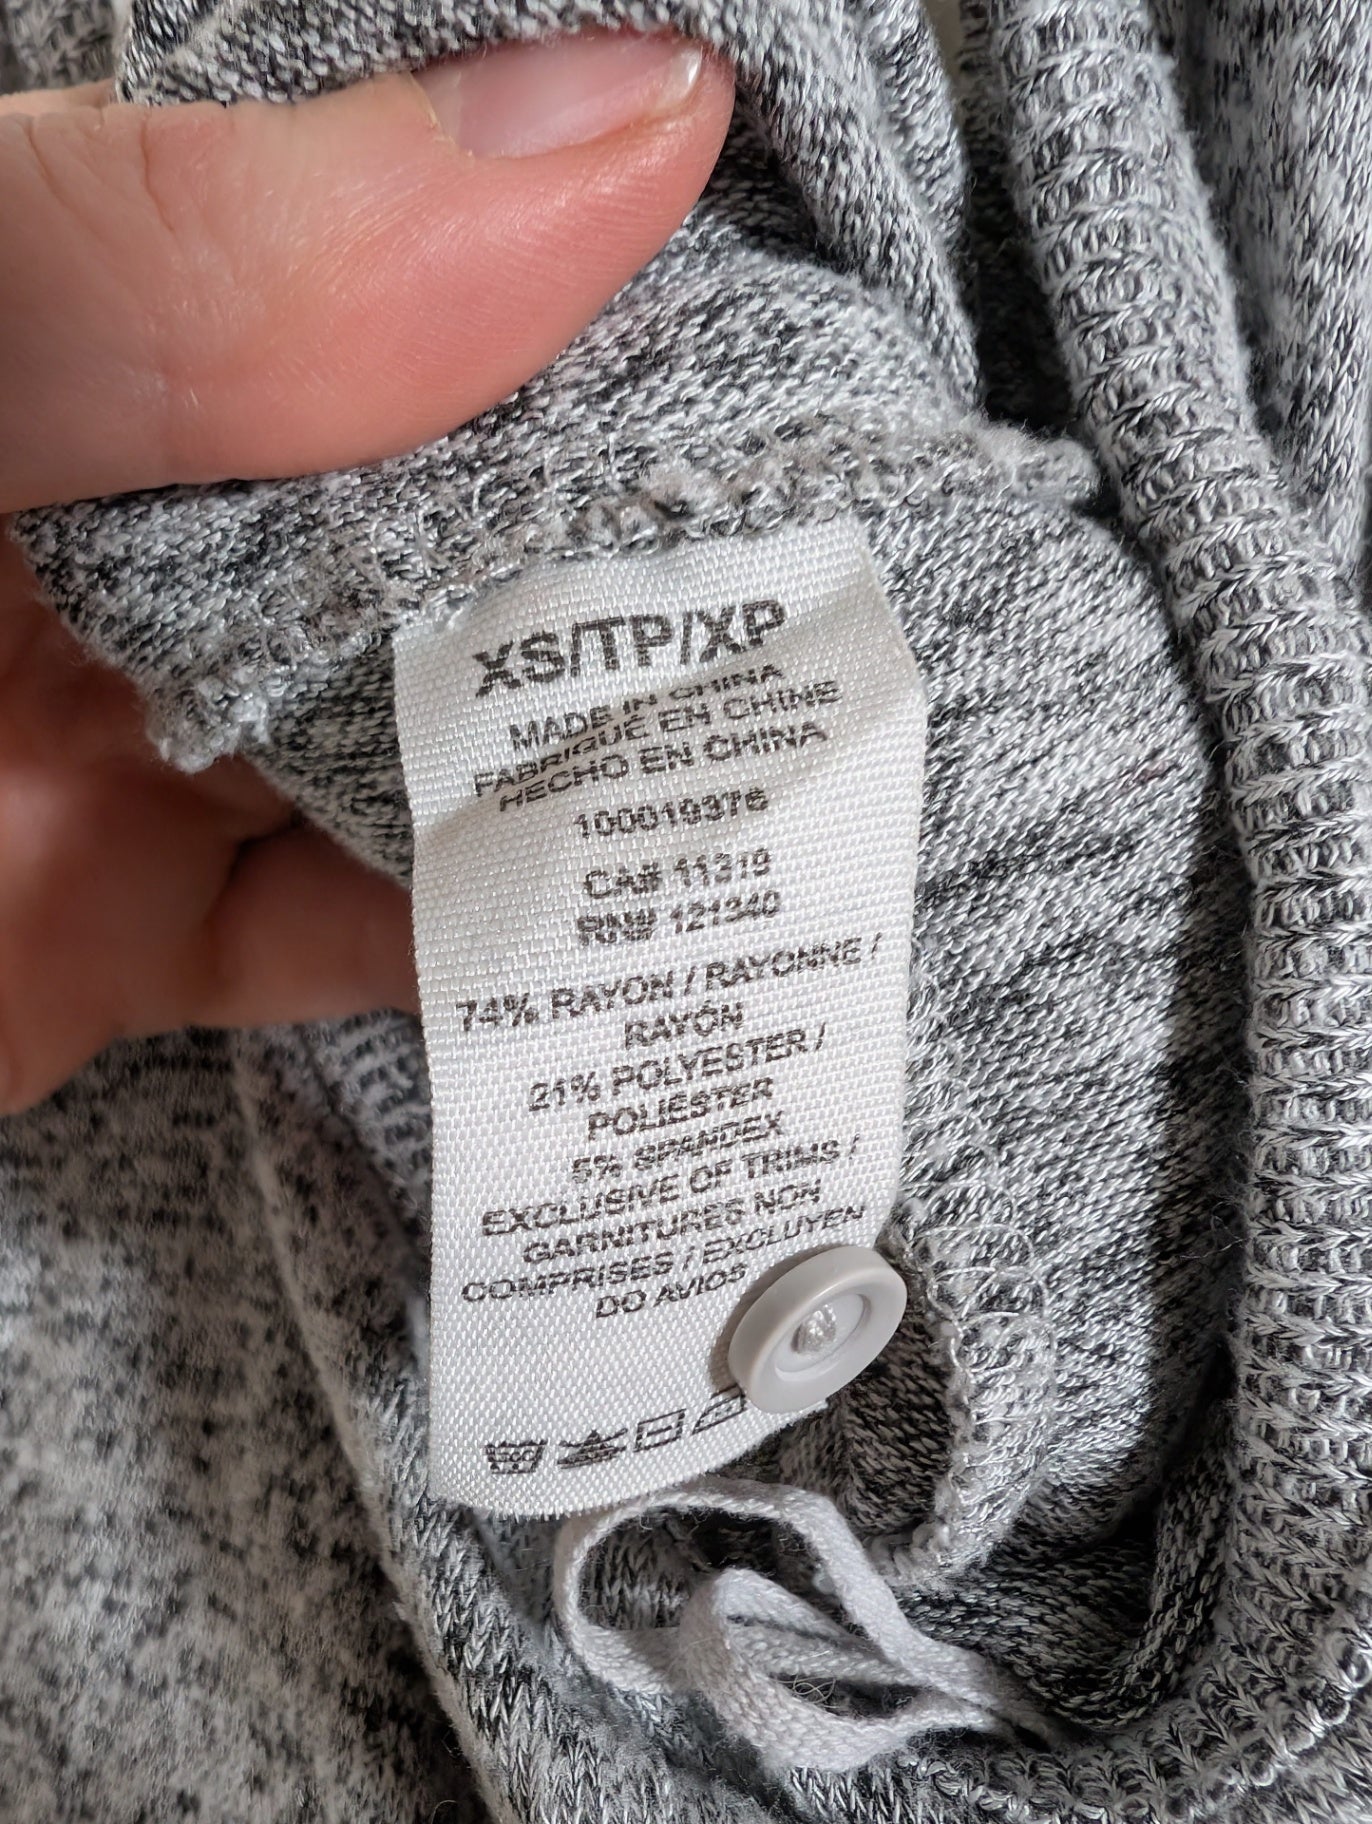 XS/TP/XP
MADE IN CHINA
FABRIQUÉ EN CHINE
HECHO EN CHINA
100019376
CA# 11319
RN# 121340
74% RAYON / RAYONNE /
RAYÓN
21% POLYESTER /
POLIESTER
5% SPANDEX
EXCLUSIVE OF TRIMS /
GARNITURES NON
COMPRISES / EXCLUYEN
DO AVIOS